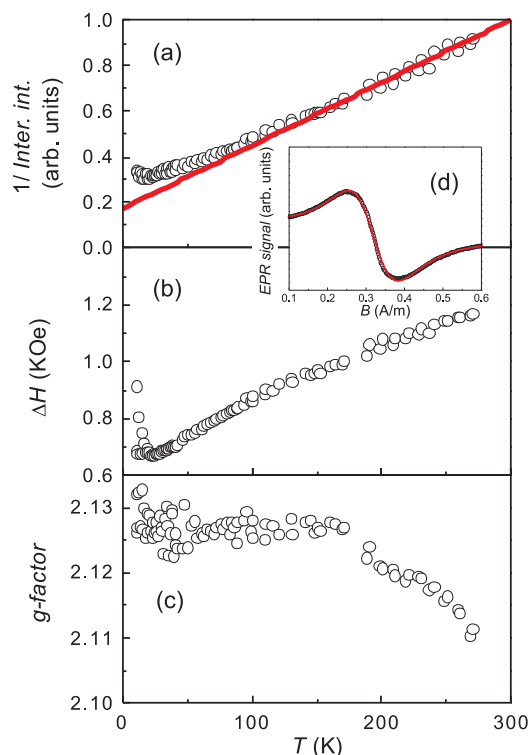 1.0
(a)
0.8
0.6
0.4
0.2
0.0
1/ Inter. int.
(arb. units)
(d)
EPR signal (arb. units)
0.1 0.2 0.3 0.4 0.5 0.6
B (A/m)
(b)
1.2
1.0
0.8
0.6
ΔH (KOe)
2.13
2.12
2.11
2.10
(c)
g-factor
0 100 200 300
T (K)